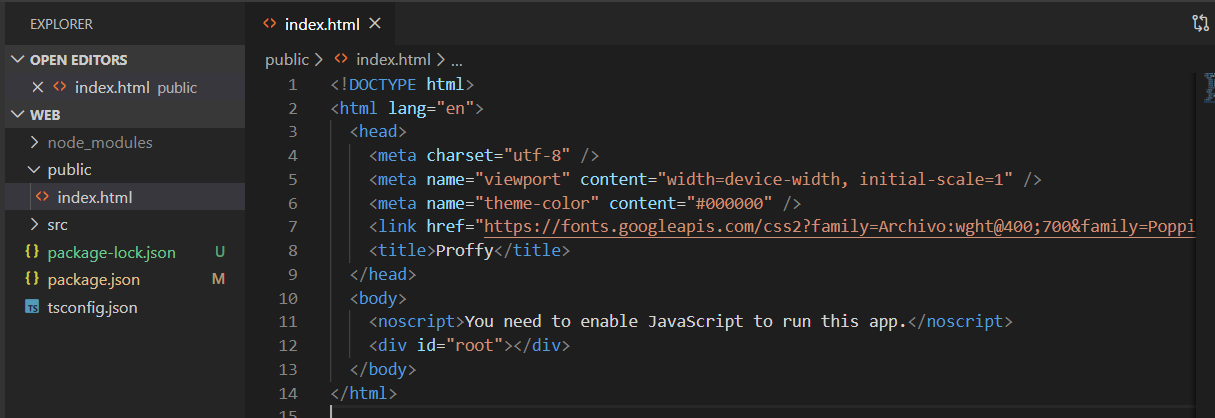 EXPLORER
OPEN EDITORS
index.html public
WEB
node_modules
public
index.html
src
package-lock.json U
package.json M
TS tsconfig.json
index.html
public > index.html > ...
1 <!DOCTYPE html>
2 <html lang="en">
3 <head>
4 <meta charset="utf-8" />
5 <meta name="viewport" content="width=device-width, initial-scale=1" />
6 <meta name="theme-color" content="#000000" />
7 <link href="https://fonts.googleapis.com/css2?family=Archivo:wght@400;700&family=Poppi
8 <title>Proffy</title>
9 </head>
10 <body>
11 <noscript>You need to enable JavaScript to run this app.</noscript>
12 <div id="root"></div>
13 </body>
14 </html>
15